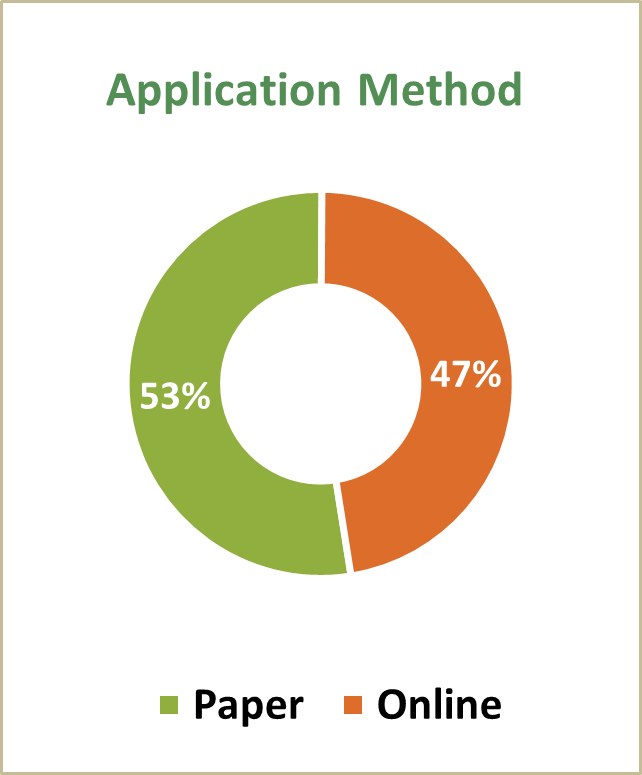 Application Method
53%
47%
Paper
Online